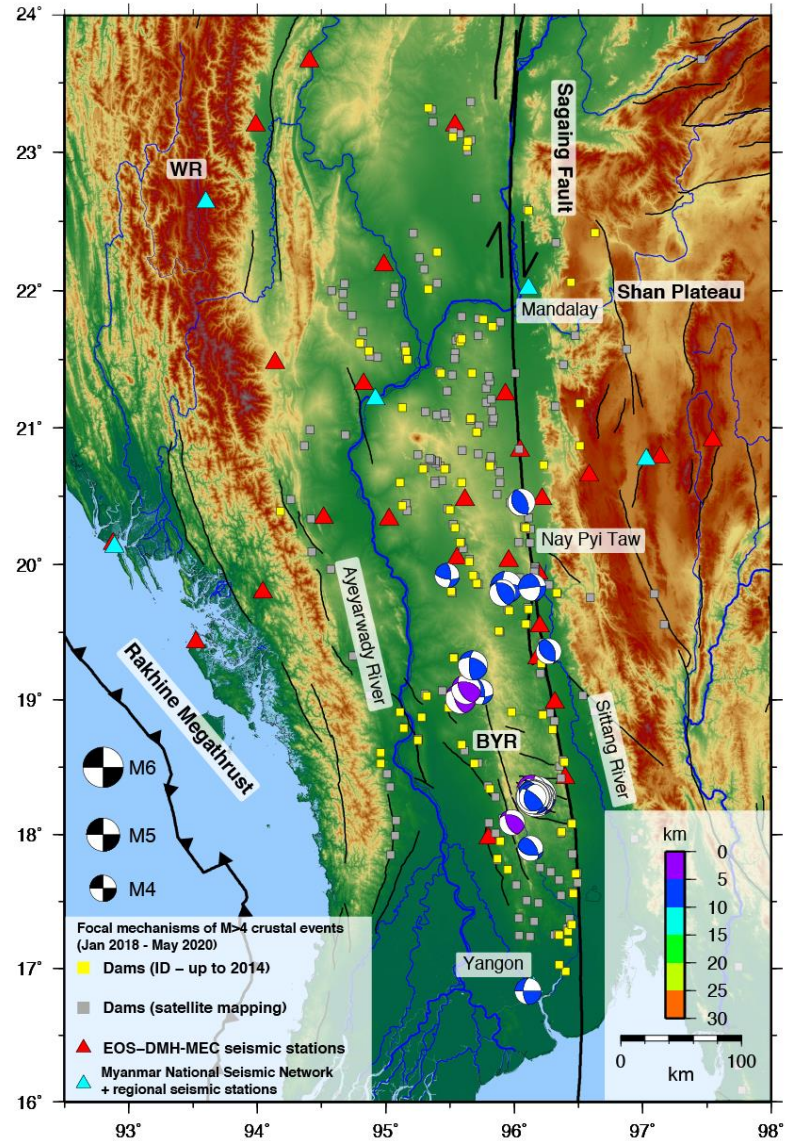 24°
23°
22°
21°
20°
19°
18°
17°
16°
93
94
95
96
97
98
WR
Sagaing Fault
Shan Plateau
Mandalay
Nay Pyi Taw
Ayeyarwady River
Rakhine Megathrust
BYR
Sittang River
M6
M5
M4
Yangon
km
0
5
10
15
20
25
30
0
100
km
Focal mechanisms of M>4 crustal events
(Jan 2018 - May 2020)
Dams (ID – up to 2014)
Dams (satellite mapping)
EOS–DMH-MEC seismic stations
Myanmar National Seismic Network
+ regional seismic stations